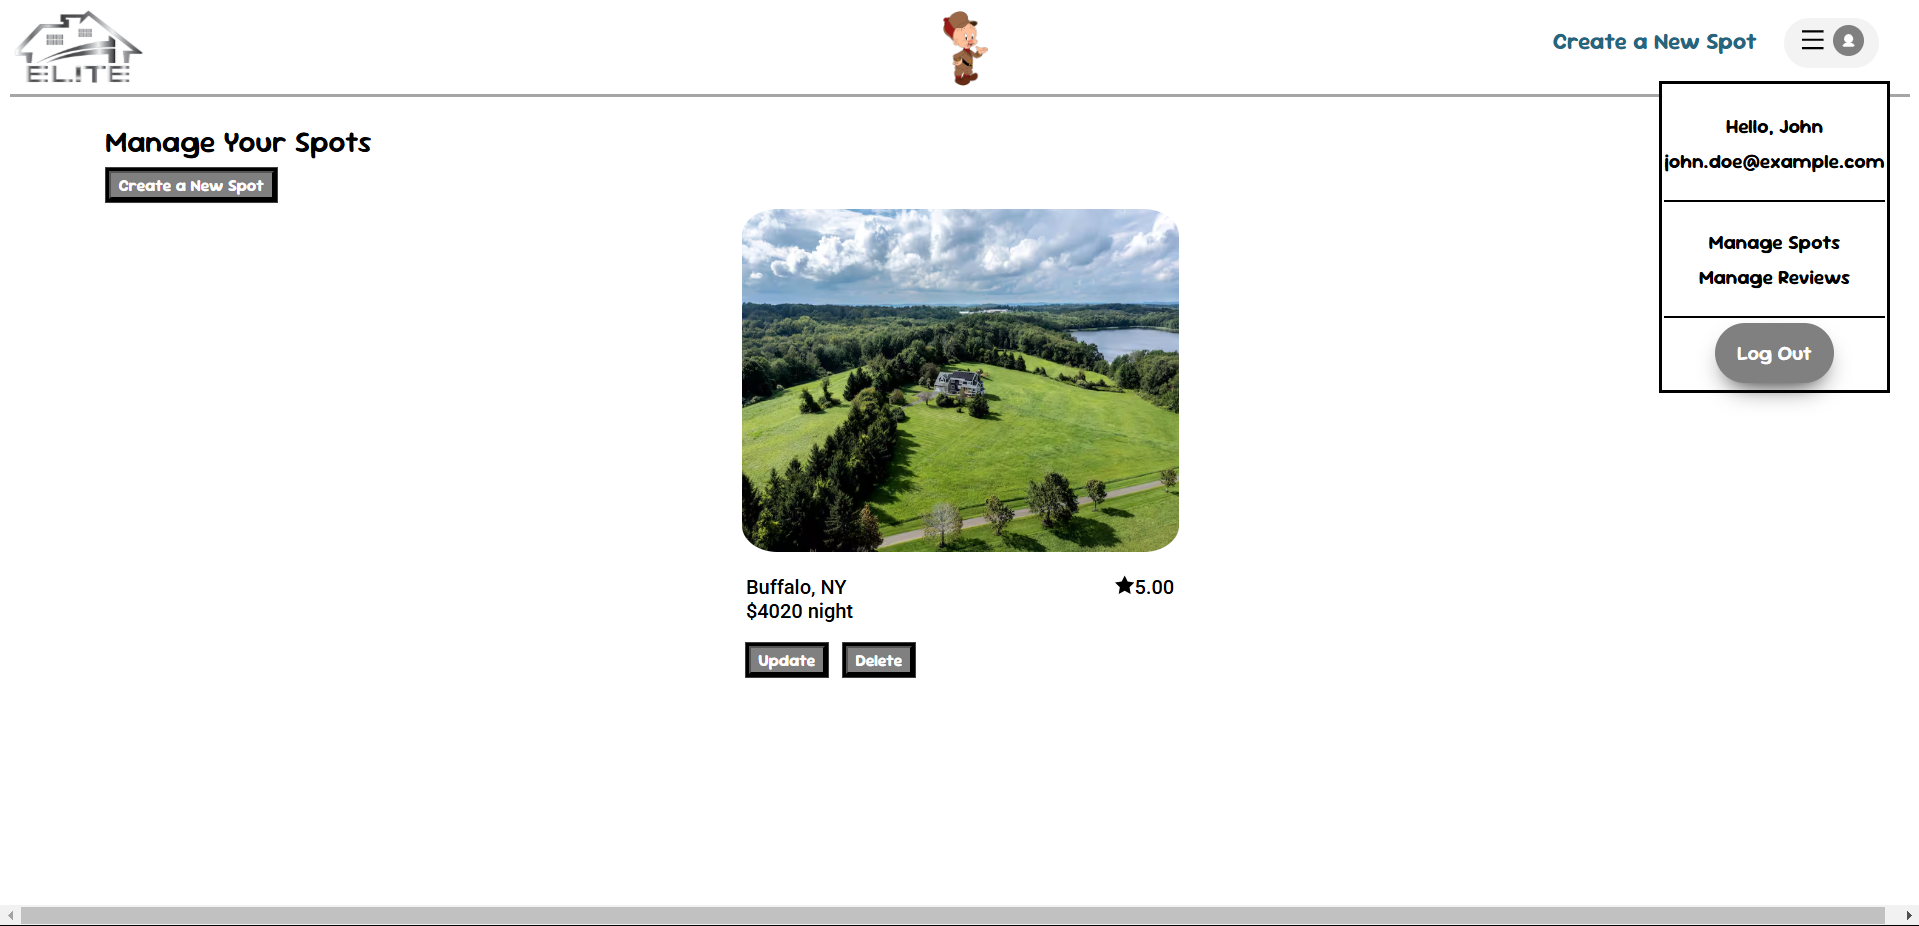 ELITE
Create a New Spot
Hello, John
john.doe@example.com
Manage Spots
Manage Reviews
Log Out
Manage Your Spots
Create a New Spot
Buffalo, NY
★5.00
$4020 night
Update
Delete